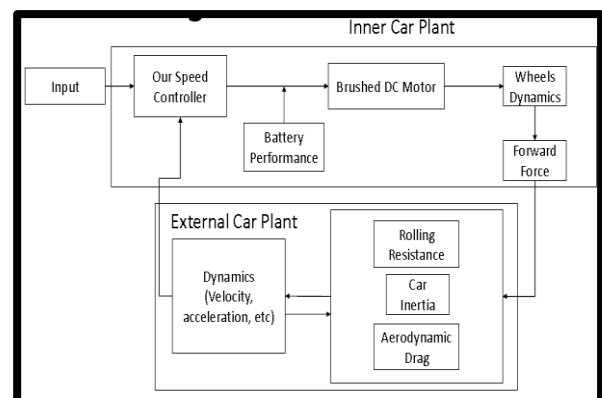 Inner Car Plant
Input
Our Speed
Controller
Brushed DC Motor
Wheels
Dynamics
Battery
Performance
Forward
Force
External Car Plant
Dynamics
(Velocity,
acceleration, etc)
Rolling
Resistance
Car
Inertia
Aerodynamic
Drag